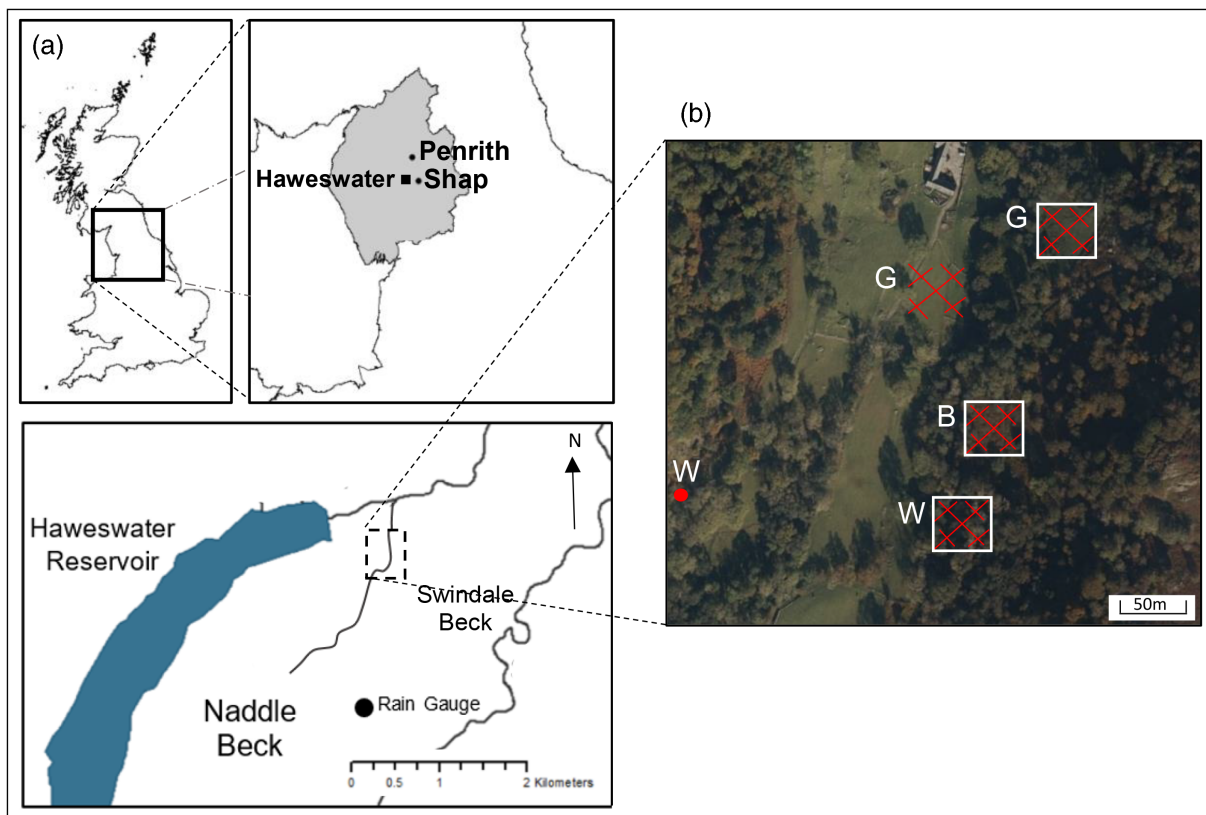 (a)
Penrith
Haweswater
Shap
(b)
G
G
B
W
W
50m
N
Haweswater
Reservoir
Swindale
Beck
Naddle
Beck
Rain Gauge
0 0.5 1 2 Kilometers